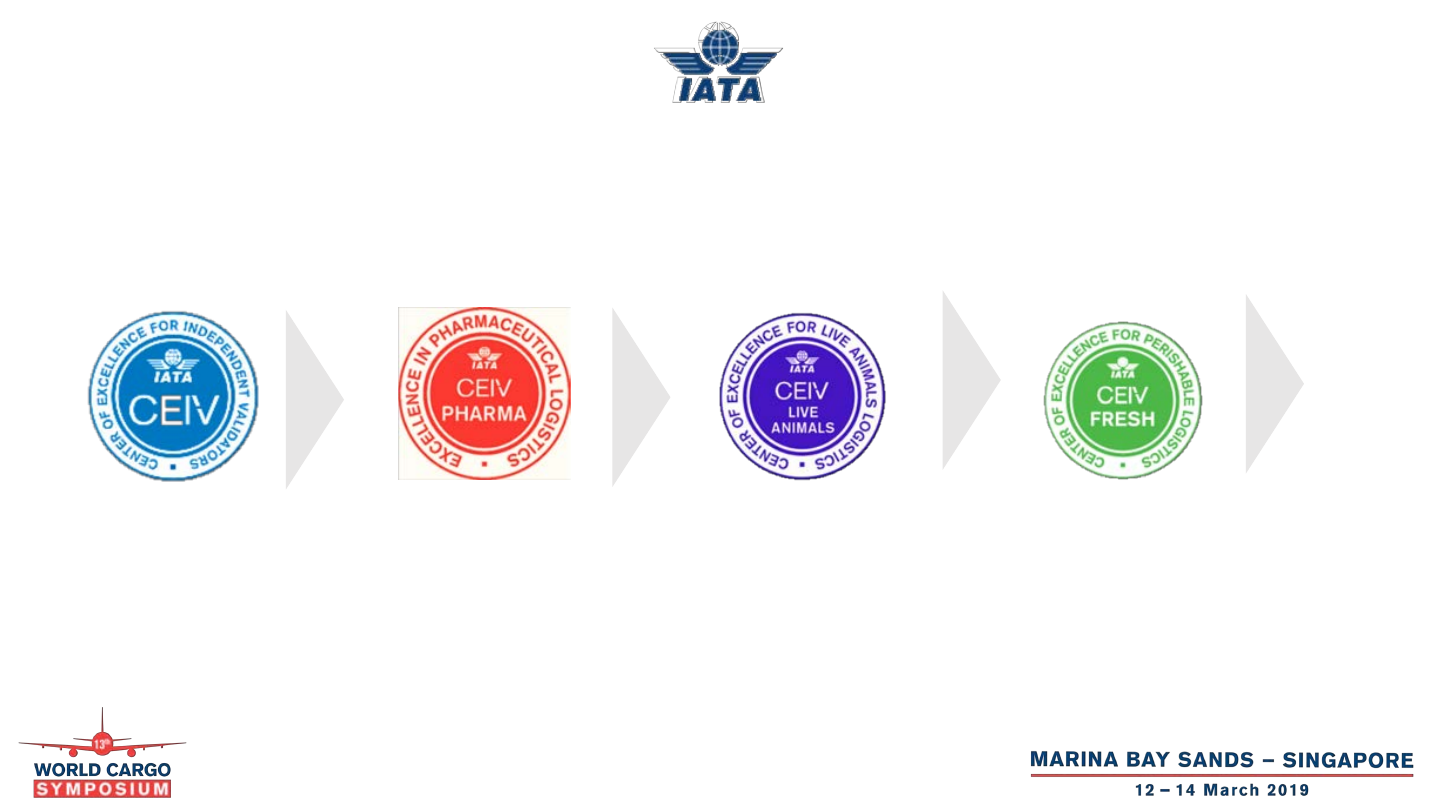 IATA
CENTER OF EXCELLENCE FOR INDEPENDENT VALIDATORS
IATA
CEIV
EXCELLENCE IN PHARMACEUTICAL LOGISTICS
IATA
CEIV
PHARMA
CENTER OF EXCELLENCE FOR LIVE ANIMALS LOGISTICS
IATA
CEIV
LIVE
ANIMALS
CENTER OF EXCELLENCE FOR PERISHABLE LOGISTICS
IATA
CEIV
FRESH
13th
WORLD CARGO
SYMPOSIUM
MARINA BAY SANDS – SINGAPORE
12 – 14 March 2019